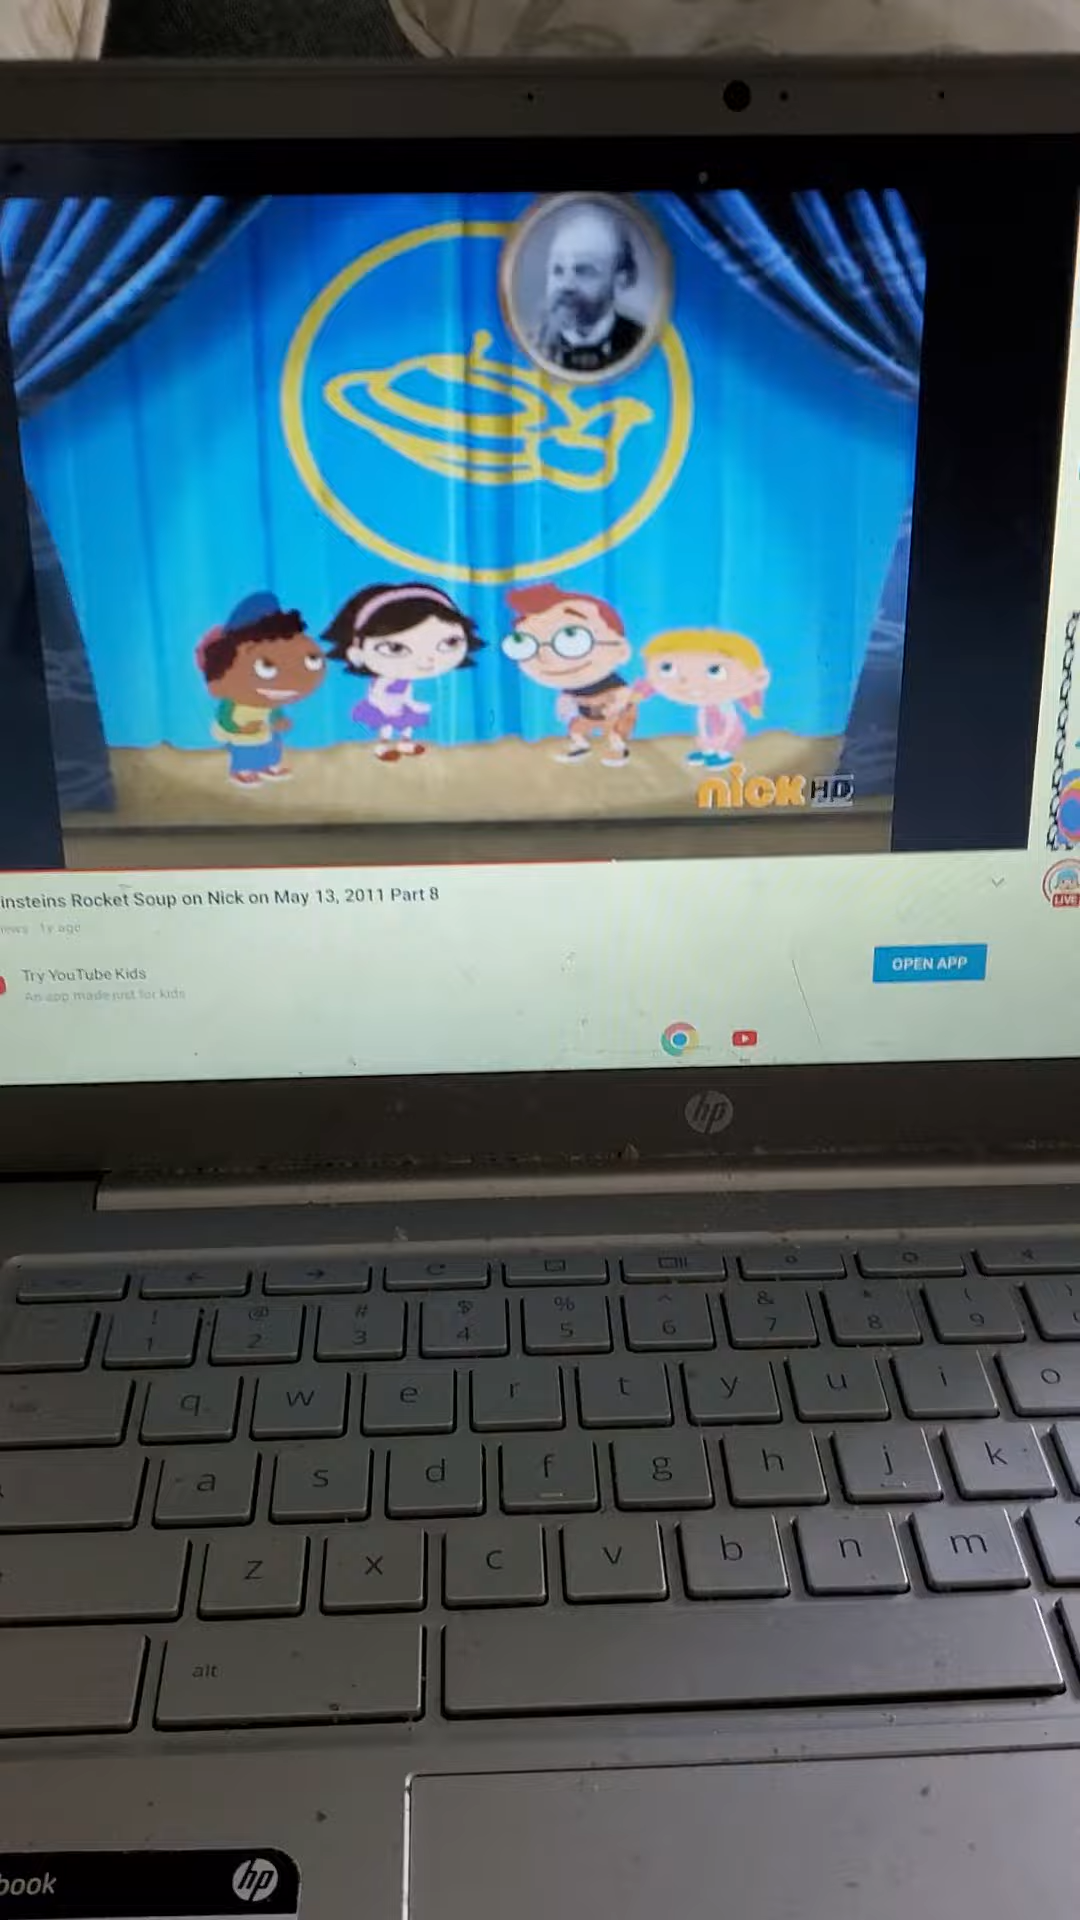 nick HD
insteins Rocket Soup on Nick on May 13, 2011 Part 8
iews · 1y ago
LIVE
Try YouTube Kids
An app made just for kids
OPEN APP
hp
! @ # $ % ^ & * ( )
1 2 3 4 5 6 7 8 9
q w e r t y u i o
a s d f g h j k
z x c v b n m
alt
book hp